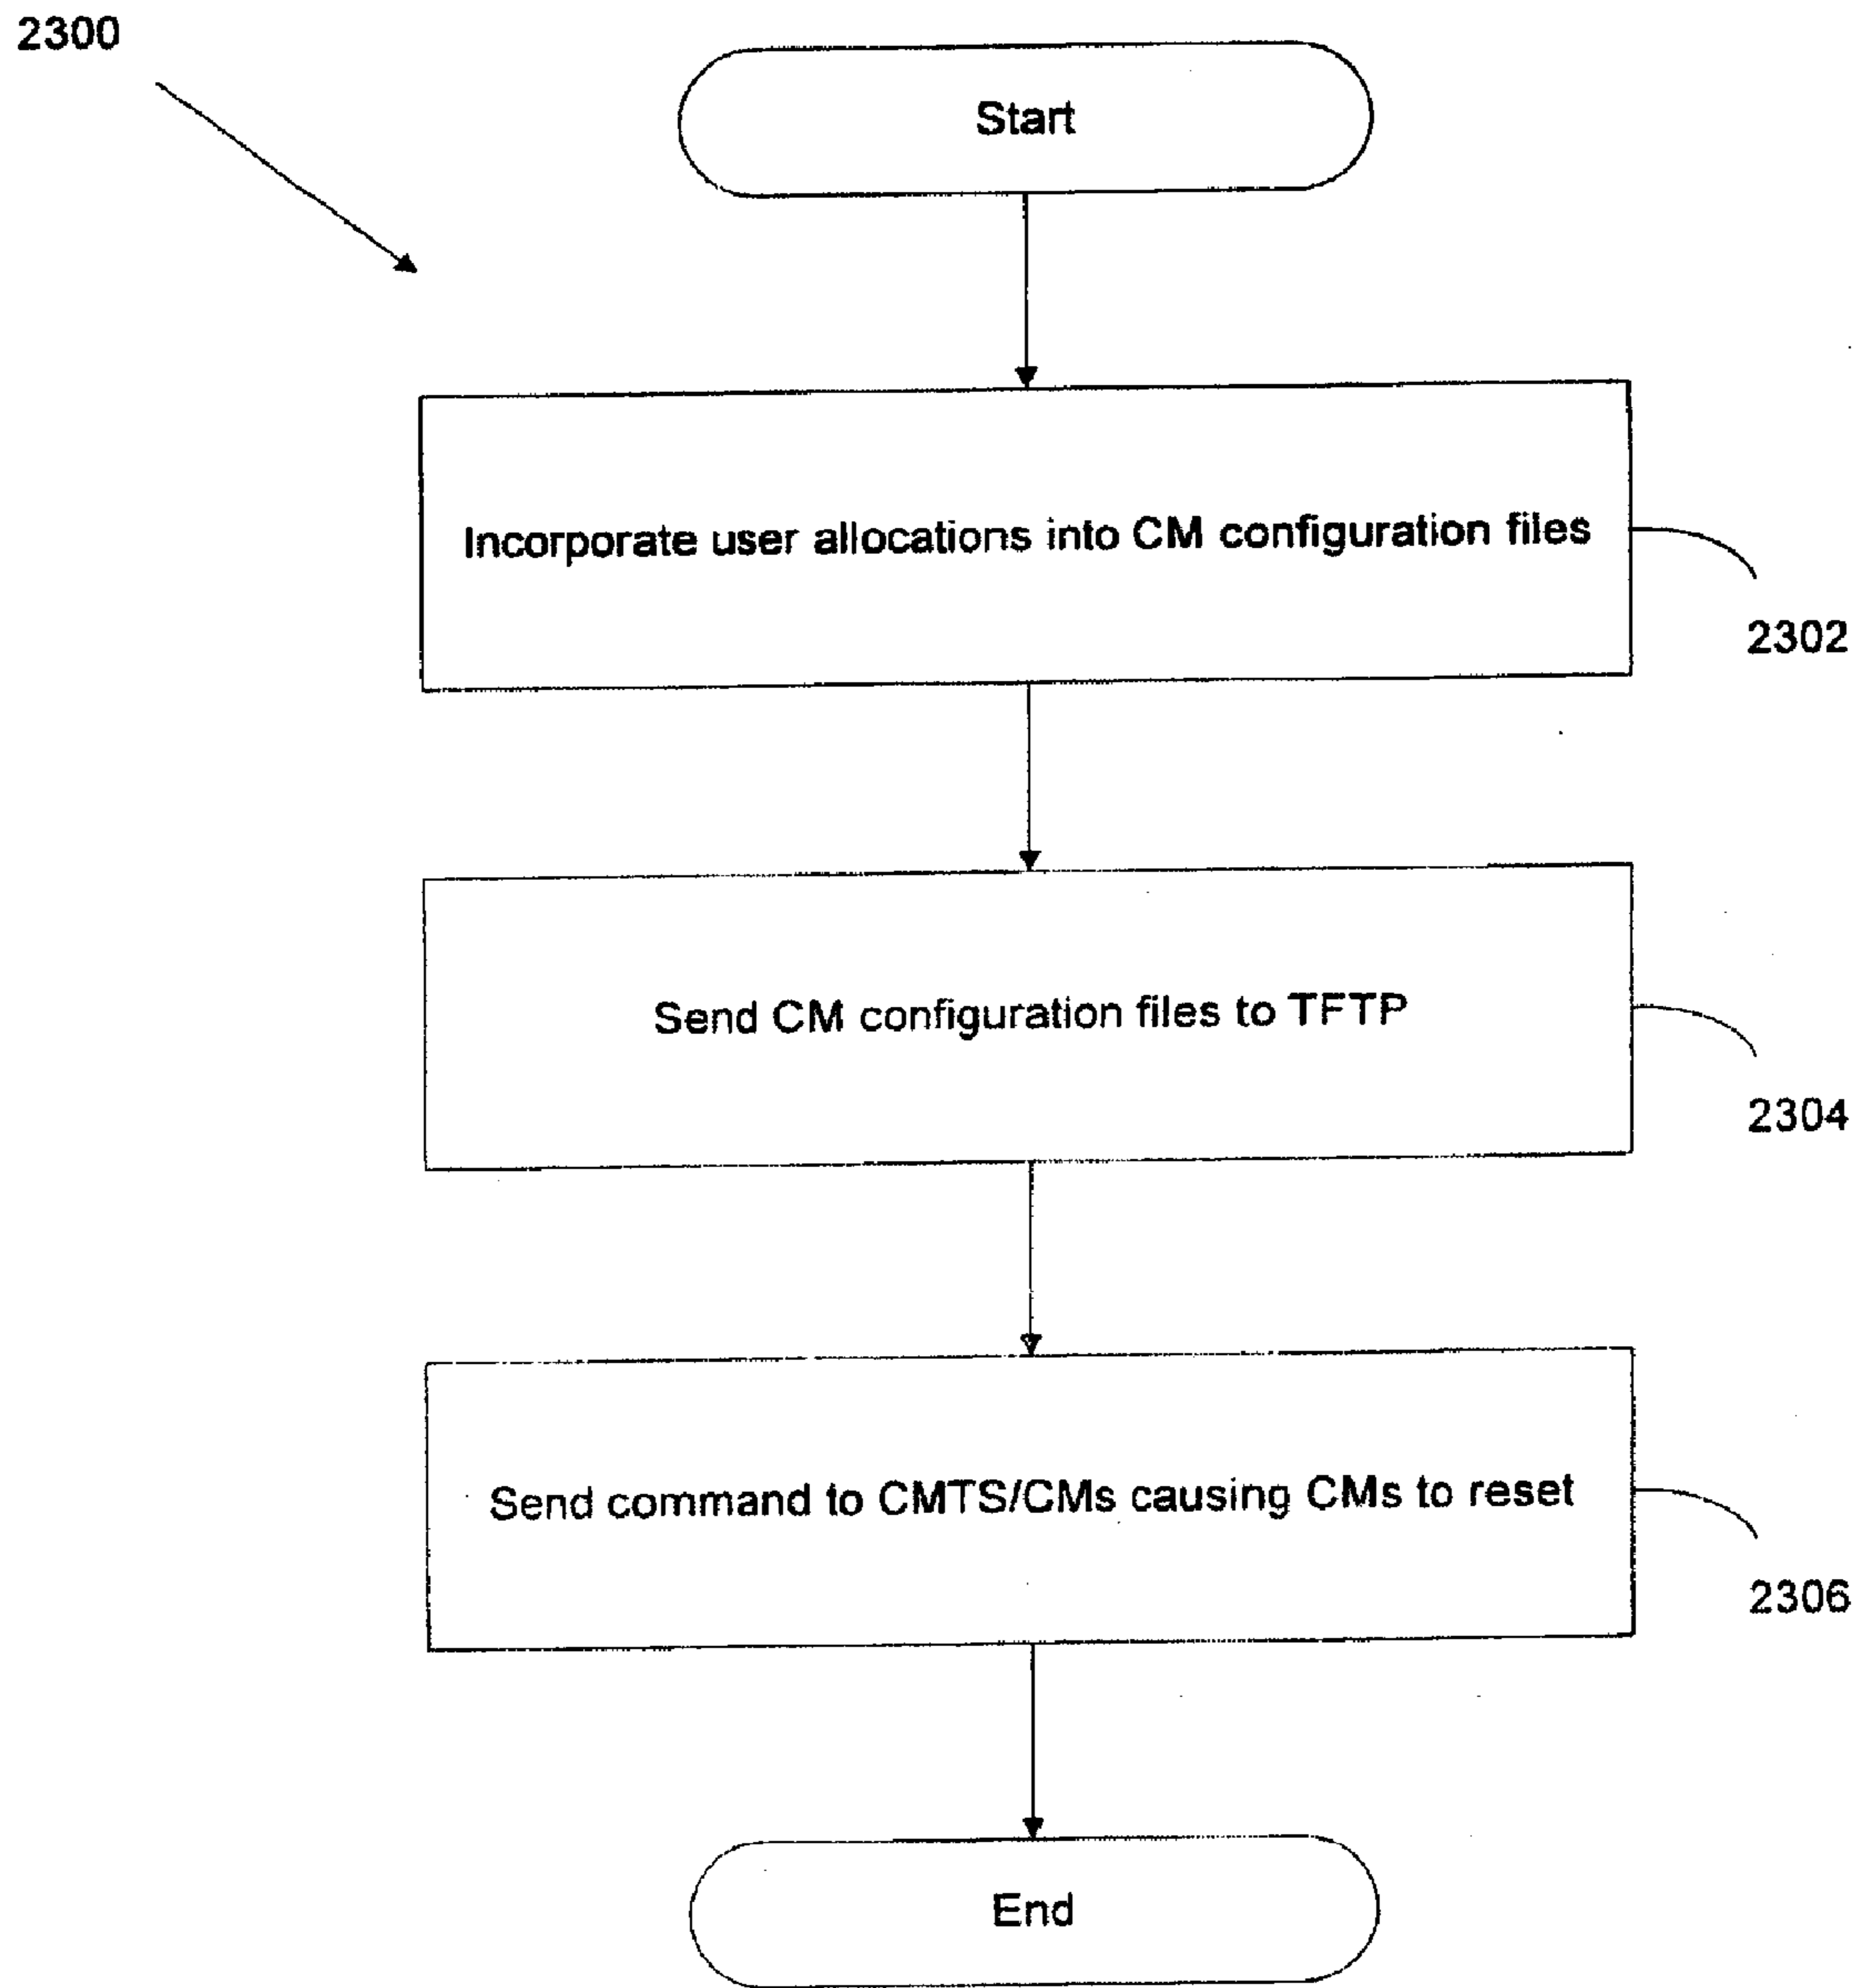 2300
Start
Incorporate user allocations into CM configuration files
2302
Send CM configuration files to TFTP
2304
Send command to CMTS/CMs causing CMs to reset
2306
End